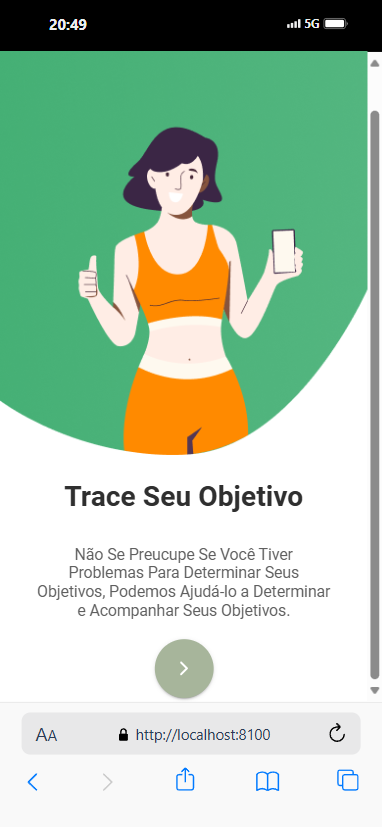 20:49
5G
Trace Seu Objetivo
Não Se Preucupe Se Você Tiver
Problemas Para Determinar Seus
Objetivos, Podemos Ajudá-lo a Determinar
e Acompanhar Seus Objetivos.
AA
http://localhost:8100